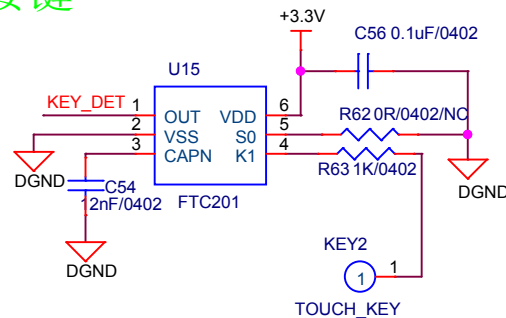 +3.3V
C56 0.1uF/0402
U15
KEY_DET
1 OUT VDD 6
2 VSS S0 5
3 CAPN K1 4
R62 0R/0402/NC
R63 1K/0402
DGND
C54
12nF/0402
FTC201
DGND
DGND
KEY2
1 1
TOUCH_KEY